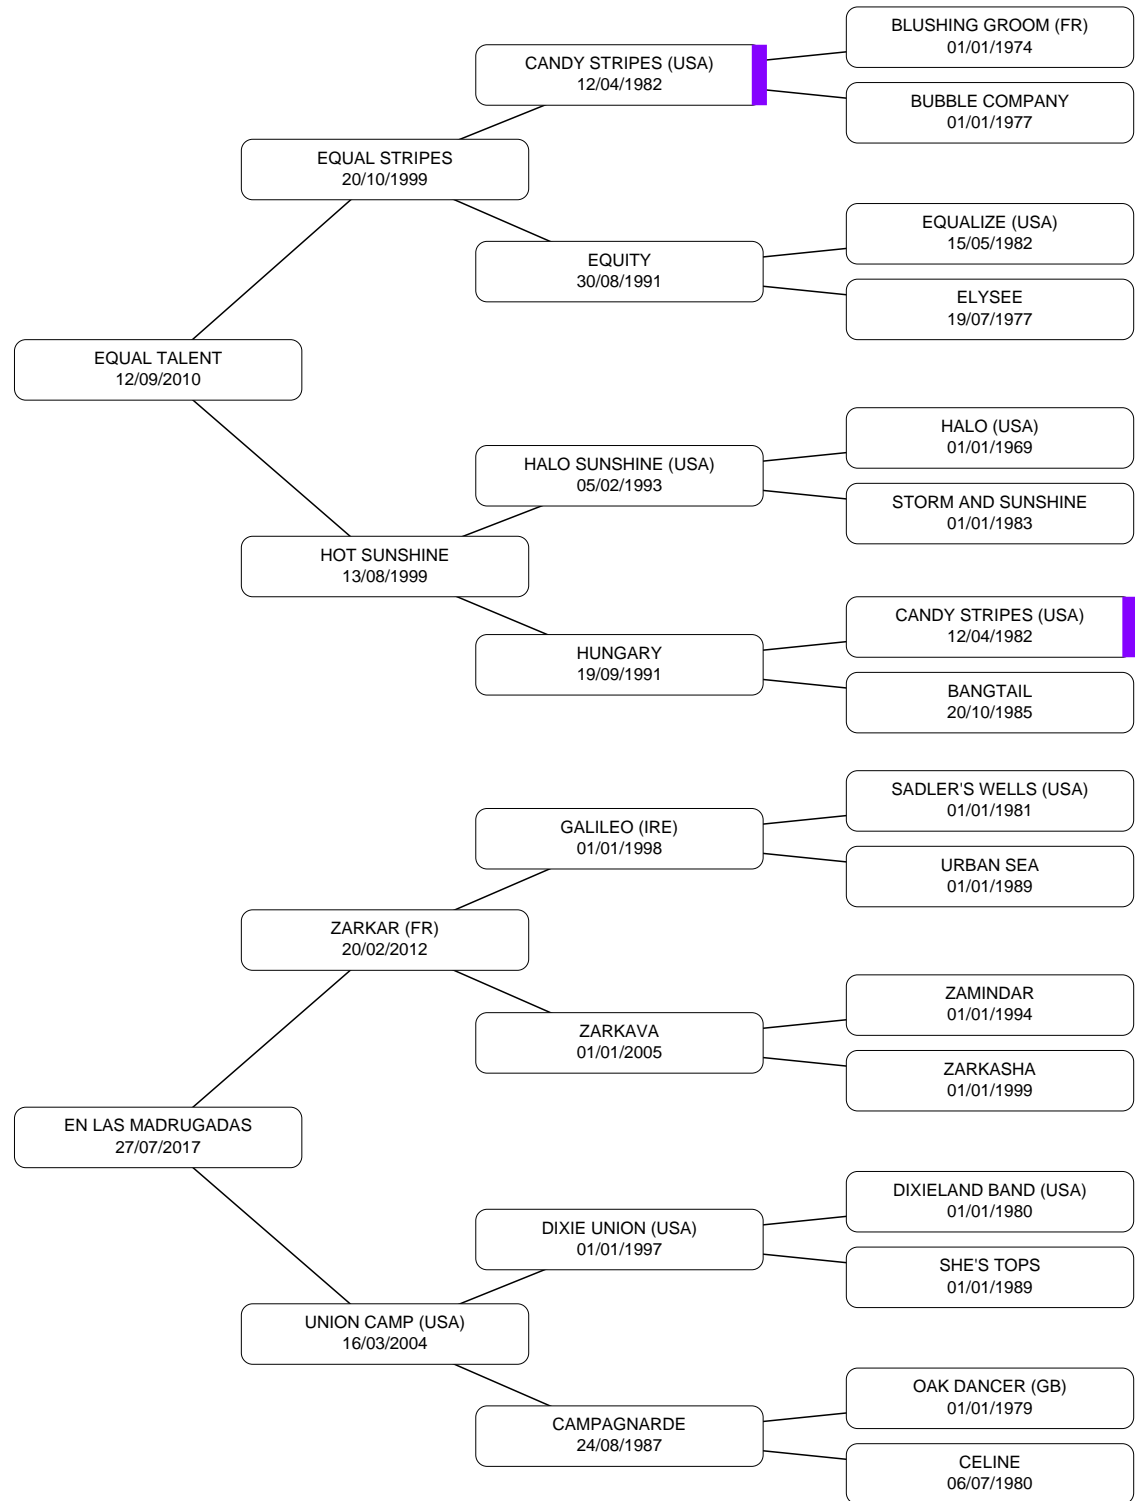 BLUSHING GROOM (FR)
01/01/1974
CANDY STRIPES (USA)
12/04/1982
BUBBLE COMPANY
01/01/1977
EQUAL STRIPES
20/10/1999
EQUALIZE (USA)
15/05/1982
EQUITY
30/08/1991
ELYSEE
19/07/1977
EQUAL TALENT
12/09/2010
HALO (USA)
01/01/1969
HALO SUNSHINE (USA)
05/02/1993
STORM AND SUNSHINE
01/01/1983
HOT SUNSHINE
13/08/1999
CANDY STRIPES (USA)
12/04/1982
HUNGARY
19/09/1991
BANGTAIL
20/10/1985
SADLER'S WELLS (USA)
01/01/1981
GALILEO (IRE)
01/01/1998
URBAN SEA
01/01/1989
ZARKAR (FR)
20/02/2012
ZAMINDAR
01/01/1994
ZARKAVA
01/01/2005
ZARKASHA
01/01/1999
EN LAS MADRUGADAS
27/07/2017
DIXIELAND BAND (USA)
01/01/1980
DIXIE UNION (USA)
01/01/1997
SHE'S TOPS
01/01/1989
UNION CAMP (USA)
16/03/2004
OAK DANCER (GB)
01/01/1979
CAMPAGNARDE
24/08/1987
CELINE
06/07/1980